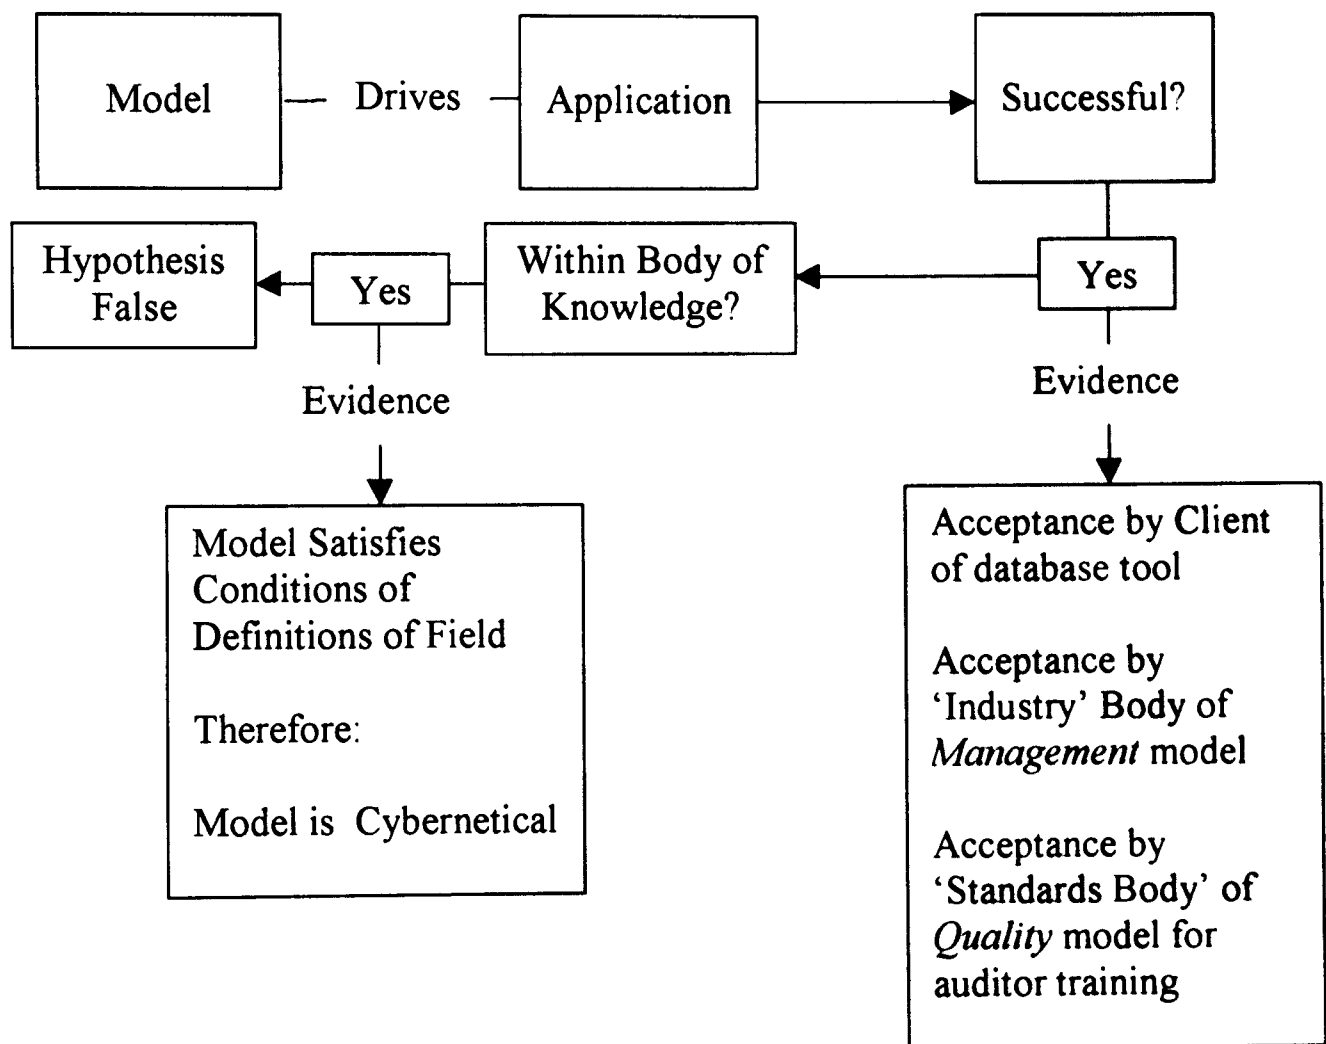 Model
Drives
Application
Successful?
Hypothesis
False
Yes
Within Body of
Knowledge?
Yes
Evidence
Evidence
Model Satisfies
Conditions of
Definitions of Field
Therefore:
Model is Cybernetical
Acceptance by Client
of database tool
Acceptance by
‘Industry’ Body of
Management model
Acceptance by
‘Standards Body’ of
Quality model for
auditor training